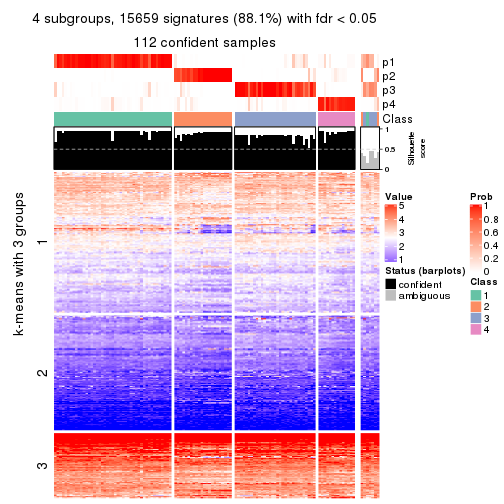 4 subgroups, 15659 signatures (88.1%) with fdr < 0.05
112 confident samples
p1
p2
p3
p4
Class
1
0.5
0
Silhouette
score
k-means with 3 groups
1
2
3
Value
5
4
3
2
1
Status (barplots)
confident
ambiguous
Prob
1
0.8
0.6
0.4
0.2
0
Class
1
2
3
4